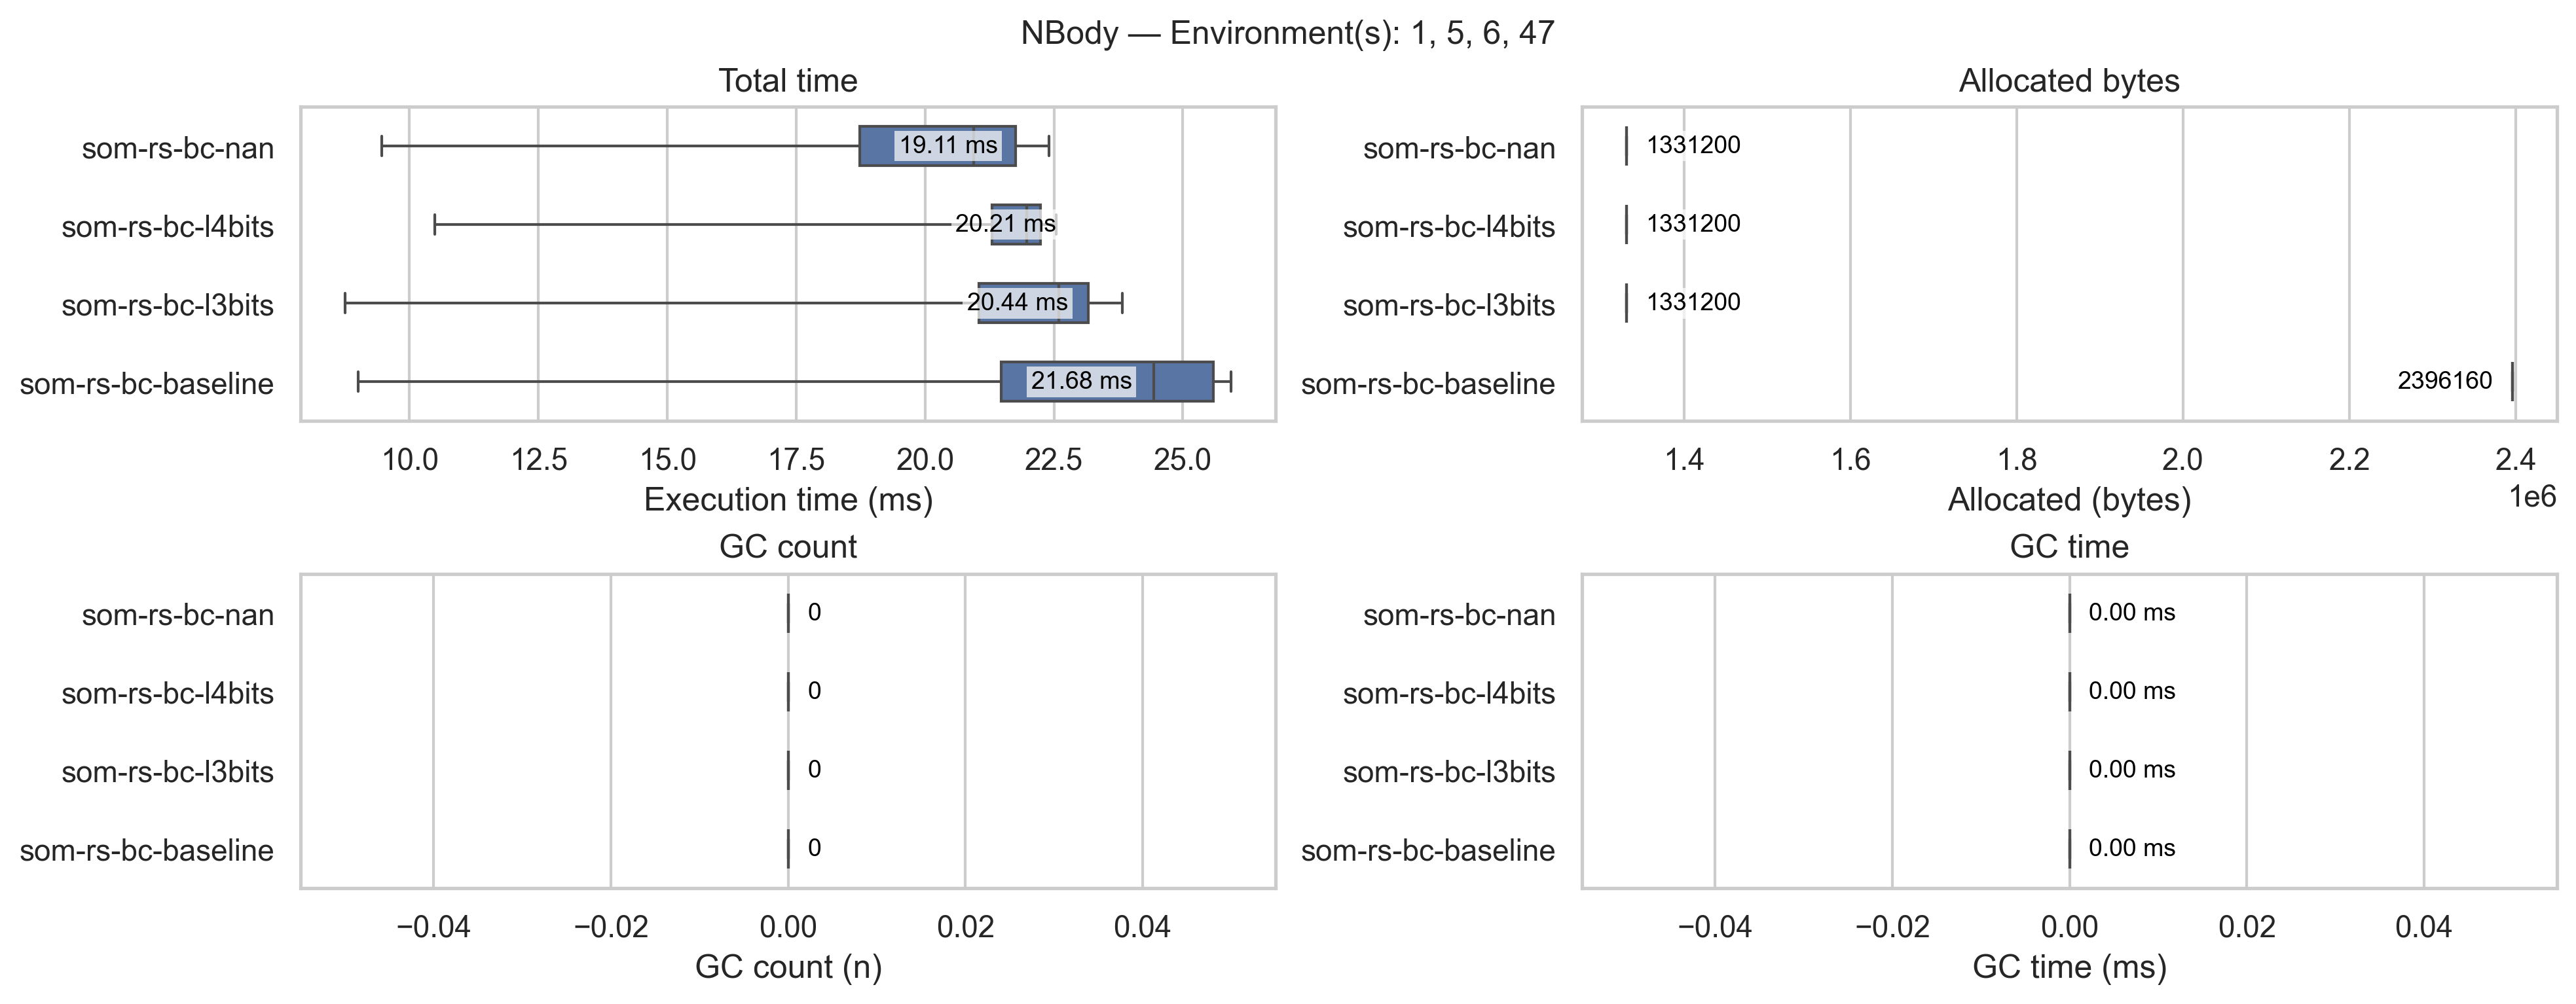 NBody — Environment(s): 1, 5, 6, 47
Total time
som-rs-bc-nan
19.11 ms
som-rs-bc-l4bits
20.21 ms
som-rs-bc-l3bits
20.44 ms
som-rs-bc-baseline
21.68 ms
10.0 12.5 15.0 17.5 20.0 22.5 25.0
Execution time (ms)
Allocated bytes
som-rs-bc-nan
1331200
som-rs-bc-l4bits
1331200
som-rs-bc-l3bits
1331200
som-rs-bc-baseline
2396160
1.4 1.6 1.8 2.0 2.2 2.4
1e6
Allocated (bytes)
GC count
som-rs-bc-nan
0
som-rs-bc-l4bits
0
som-rs-bc-l3bits
0
som-rs-bc-baseline
0
−0.04 −0.02 0.00 0.02 0.04
GC count (n)
GC time
som-rs-bc-nan
0.00 ms
som-rs-bc-l4bits
0.00 ms
som-rs-bc-l3bits
0.00 ms
som-rs-bc-baseline
0.00 ms
−0.04 −0.02 0.00 0.02 0.04
GC time (ms)